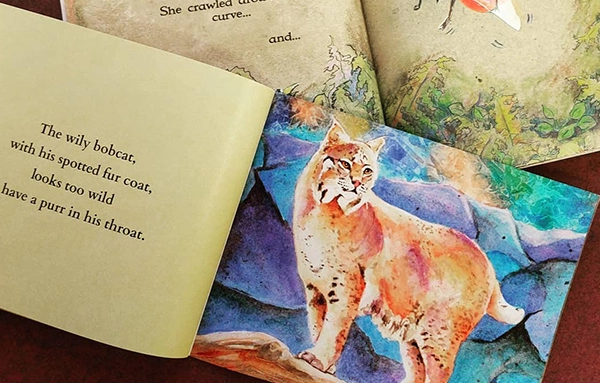 She crawled
curve...
and...
The wily bobcat,
with his spotted fur coat,
looks too wild
have a purr in his throat.